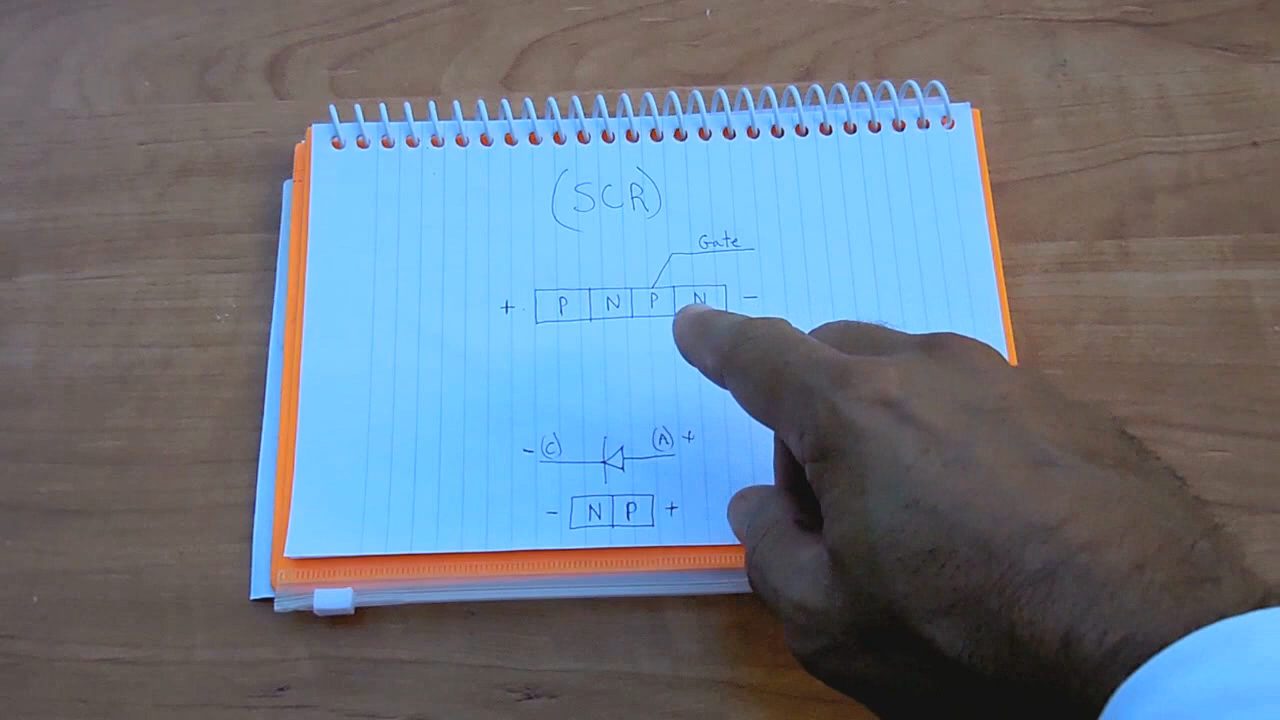 (SCR)
Gate
+ P N P N -
- (C) (A) +
- N P +